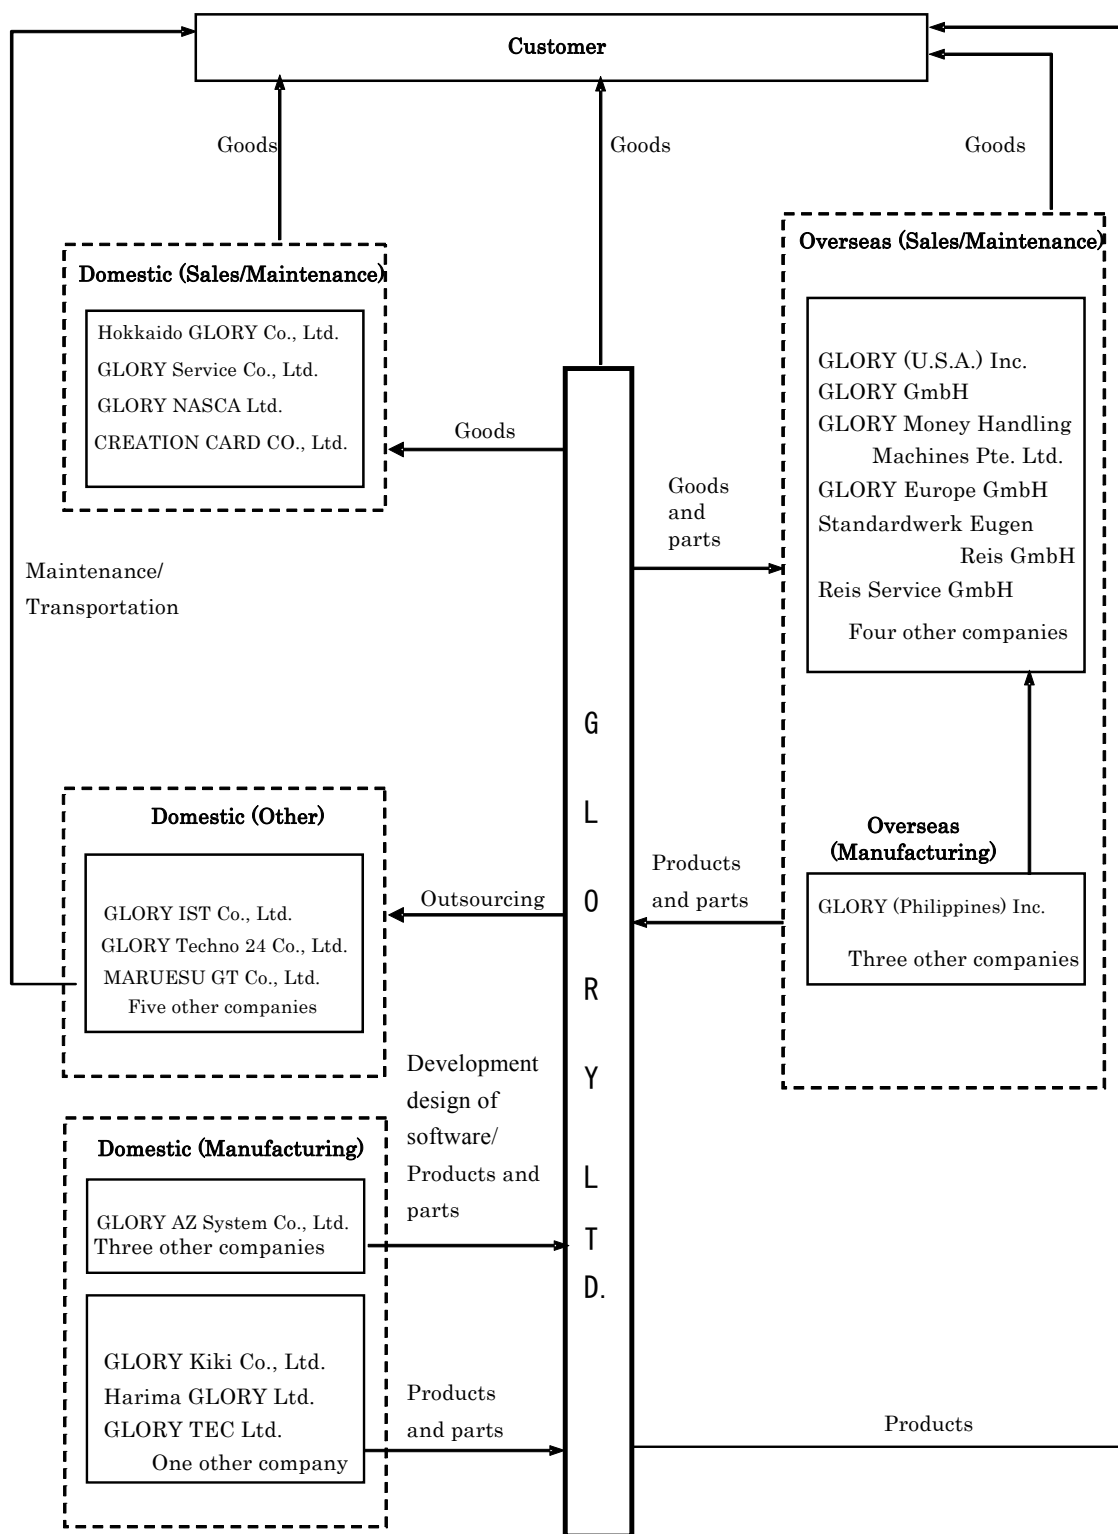 Customer
Goods
Goods
Goods
Domestic (Sales/Maintenance)
Hokkaido GLORY Co., Ltd.
GLORY Service Co., Ltd.
GLORY NASCA Ltd.
CREATION CARD CO., Ltd.
Goods
Overseas (Sales/Maintenance)
GLORY (U.S.A.) Inc.
GLORY GmbH
GLORY Money Handling
Machines Pte. Ltd.
GLORY Europe GmbH
Standardwerk Eugen
Reis GmbH
Reis Service GmbH
Four other companies
Goods
and
parts
Maintenance/
Transportation
GLORY LTD.
Domestic (Other)
GLORY IST Co., Ltd.
GLORY Techno 24 Co., Ltd.
MARUESU GT Co., Ltd.
Five other companies
Outsourcing
Products
and parts
Overseas
(Manufacturing)
GLORY (Philippines) Inc.
Three other companies
Domestic (Manufacturing)
GLORY AZ System Co., Ltd.
Three other companies
Development
design of
software/
Products and
parts
GLORY Kiki Co., Ltd.
Harima GLORY Ltd.
GLORY TEC Ltd.
One other company
Products
and parts
Products